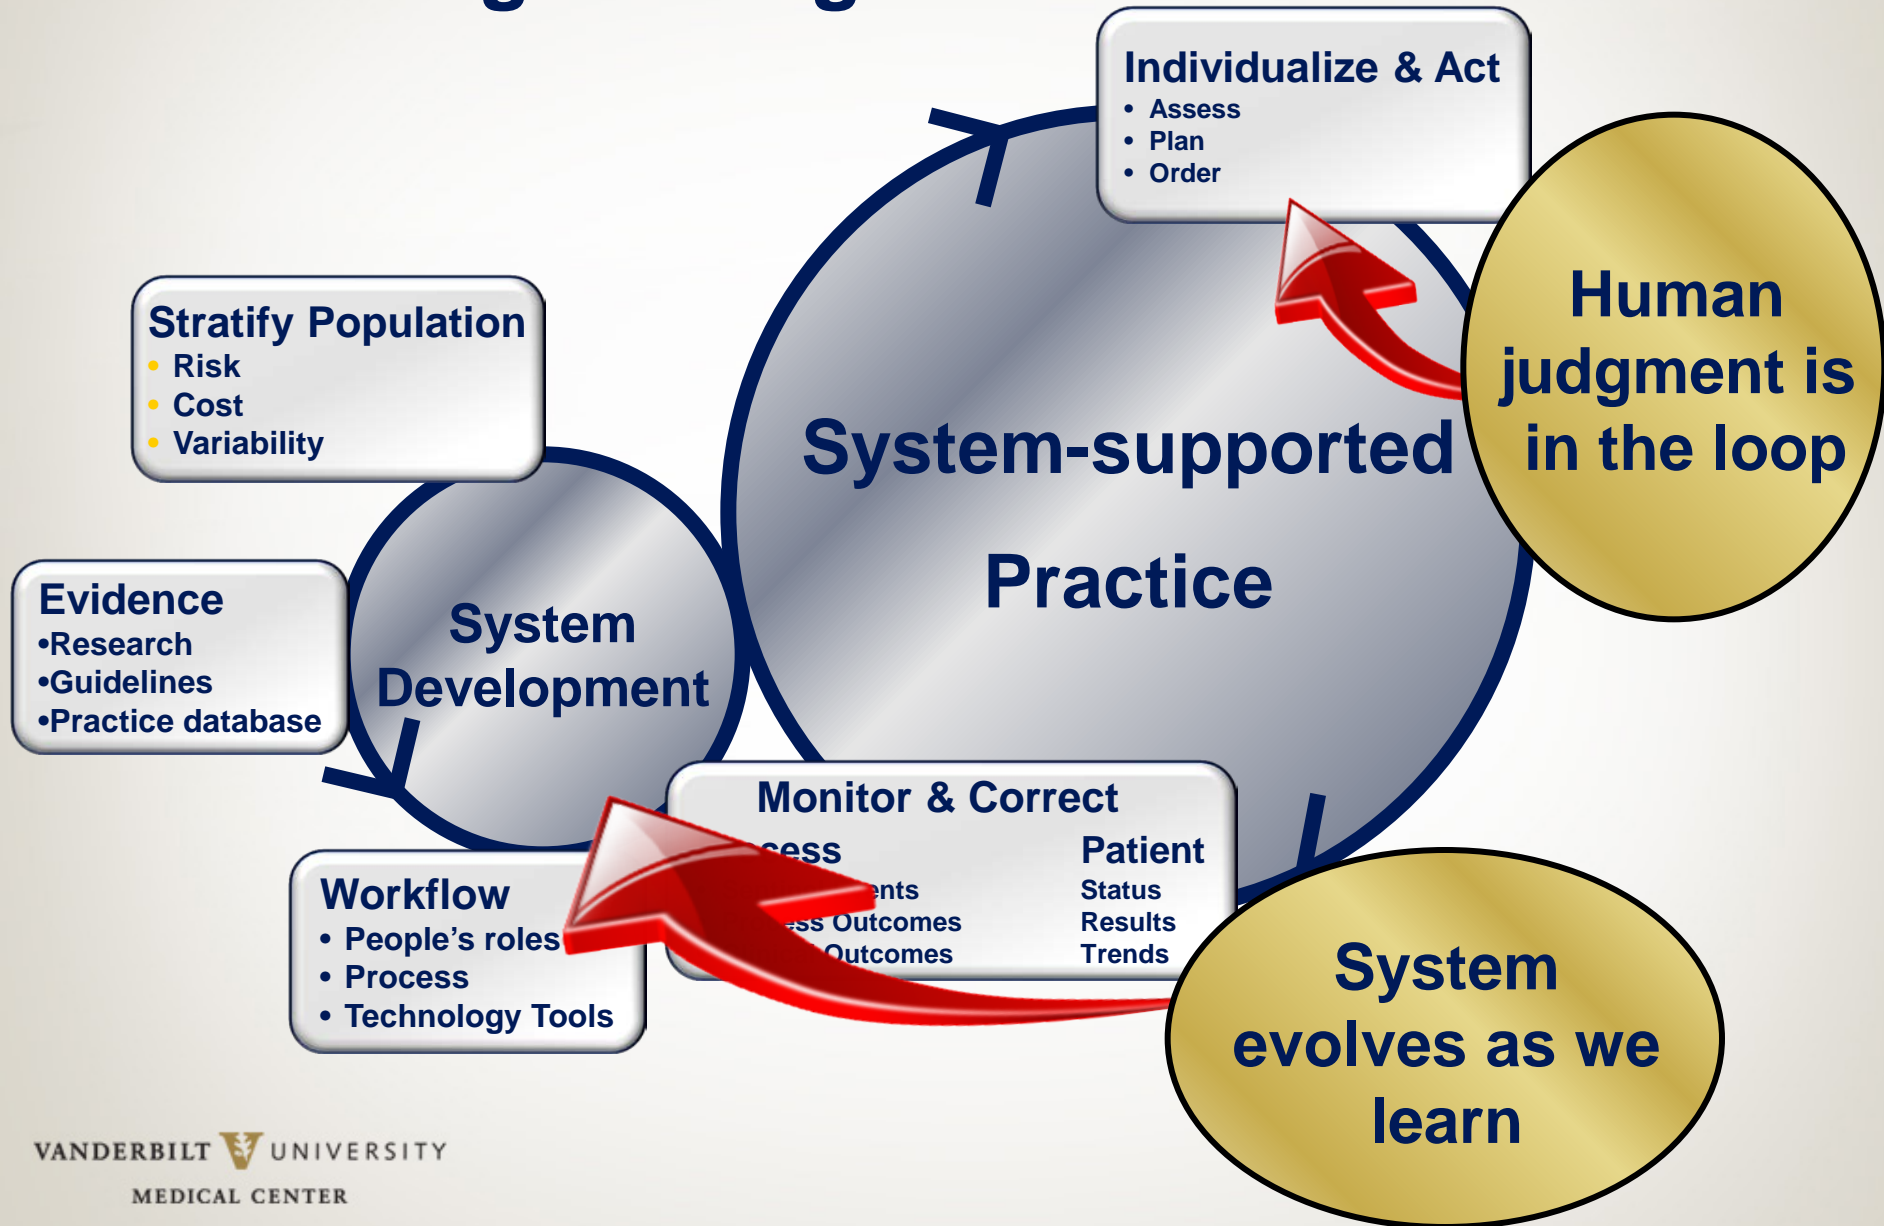 Individualize & Act
• Assess
• Plan
• Order
Human
judgment is
in the loop
Stratify Population
• Risk
• Cost
• Variability
System-supported
Practice
Evidence
•Research
•Guidelines
•Practice database
System
Development
Monitor & Correct
Patient
Outcomes
Outcomes
Status
Results
Trends
Workflow
• People's roles
• Process
• Technology Tools
System
evolves as we
learn
VANDERBILT V UNIVERSITY
MEDICAL CENTER